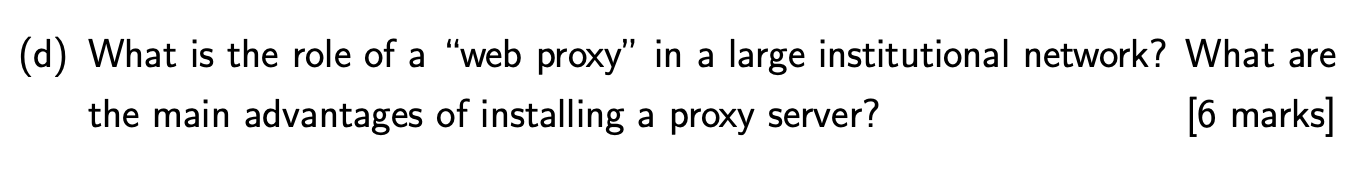 (d) What is the role of a “web proxy” in a large institutional network? What are
the main advantages of installing a proxy server? [6 marks]